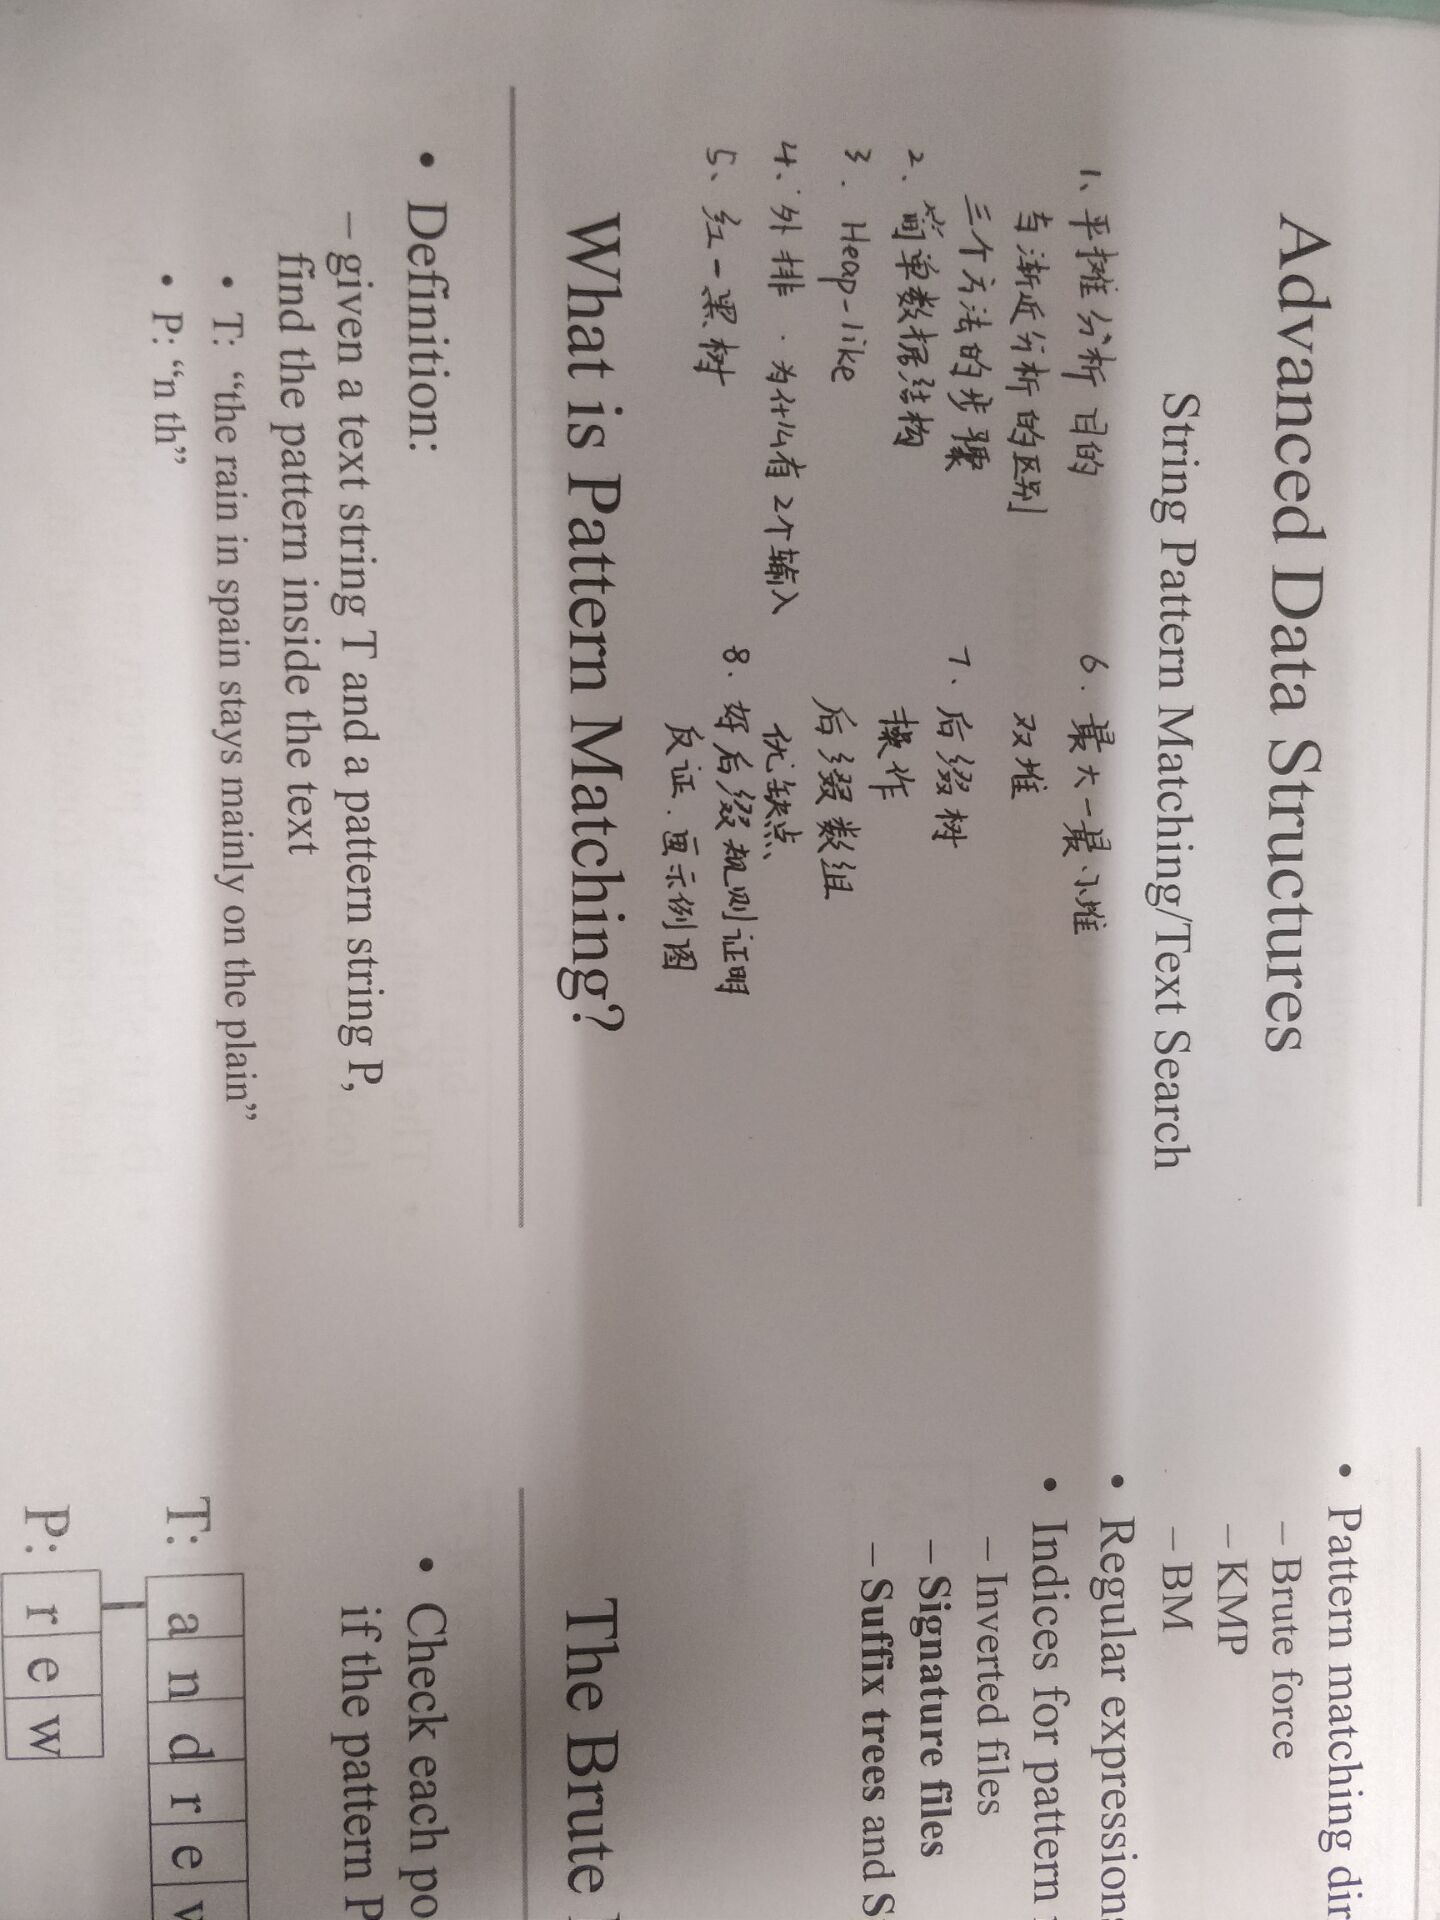 Advanced Data Structures
String Pattern Matching/Text Search
1、平摊分析 目的
与渐近分析的区别
三个方法的步骤
2. 简单数据结构
3. Heap-like
4. 外排 · 为什么有2个输入
5、红-黑树
6. 最大-最小堆
双堆
7. 后缀树
操作
后缀数组
优缺点
8. 好后缀规则证明
反证.画示例图
What is Pattern Matching?
• Definition:
– given a text string T and a pattern string P,
find the pattern inside the text
• T: “the rain in spain stays mainly on the plain”
• P: “n th”
• Pattern matching dir
– Brute force
– KMP
– BM
• Regular expressions
• Indices for pattern
– Inverted files
– Signature files
– Suffix trees and S
The Brute
• Check each po
if the pattern P
T: a n d r e
P: r e w